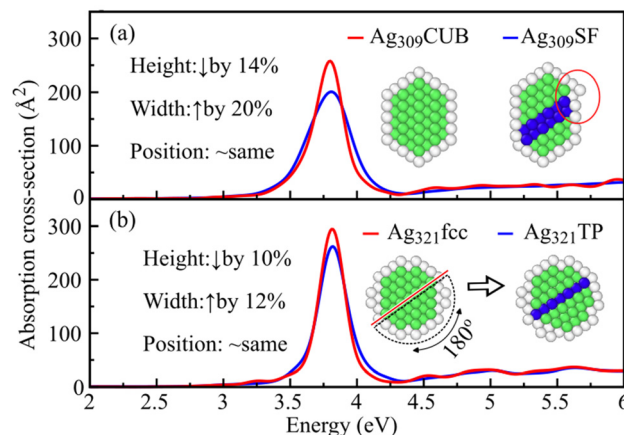 Absorption cross-section (Å²)
(a)
Ag309CUB
Ag309SF
Height:↓by 14%
Width:↑by 20%
Position: ~same
300
200
100
0
(b)
Ag321fcc
Ag321TP
Height:↓by 10%
Width:↑by 12%
Position: ~same
180°
300
200
100
0
2 2.5 3 3.5 4 4.5 5 5.5 6
Energy (eV)